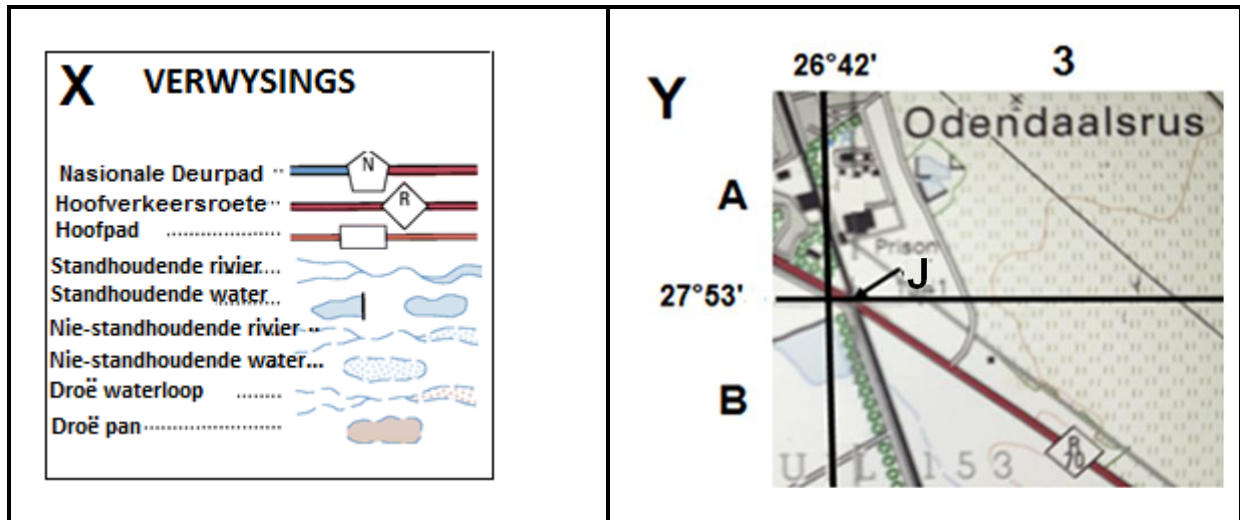 X VERWYSINGS
Nasionale Deurpad
N
Hoofverkeersroete
R
Hoofpad
Standhoudende rivier
Standhoudende water
Nie-standhoudende rivier
Nie-standhoudende water...
Droë waterloop
Droë pan
Y
26°42'
3
Odendaalsrus
A
Prison
J
27°53'
B
R
70
U L 153